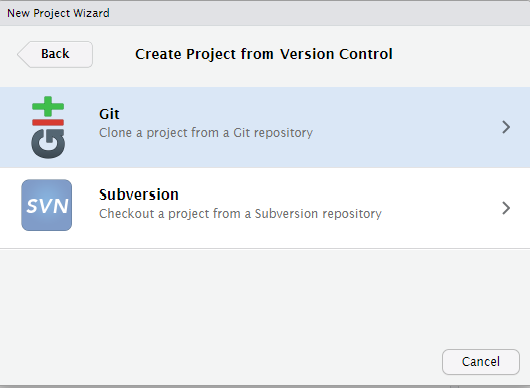 New Project Wizard
Back
Create Project from Version Control
git
Git
Clone a project from a Git repository
SVN
Subversion
Checkout a project from a Subversion repository
Cancel